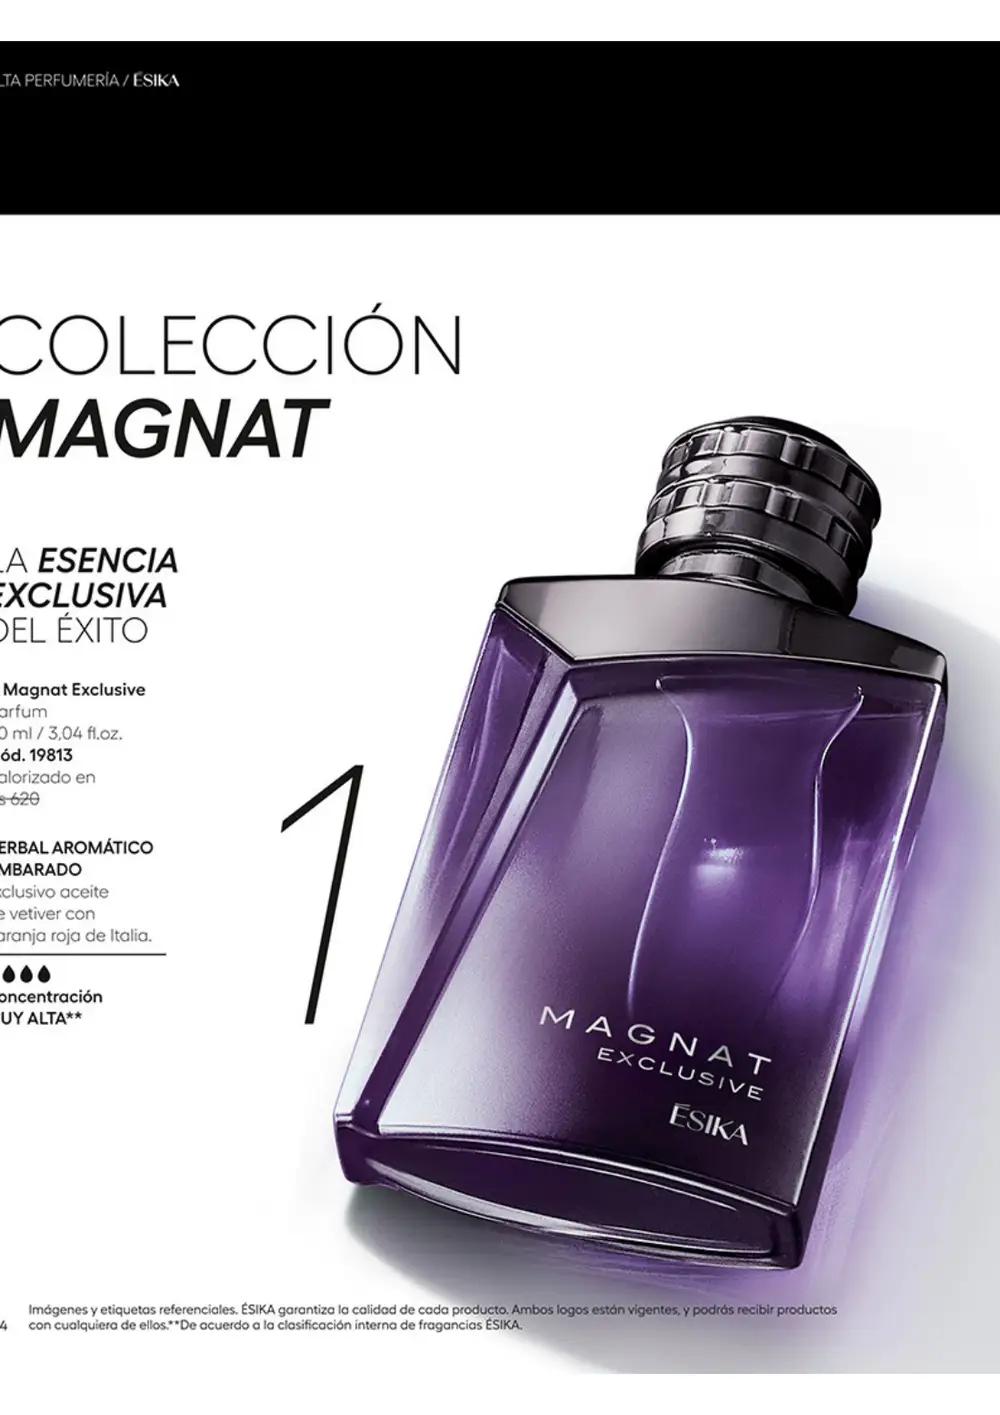 LTA PERFUMERÍA / ÉSIKA
COLECCIÓN
MAGNAT
LA ESENCIA
EXCLUSIVA
DEL ÉXITO
Magnat Exclusive
arfum
0 ml / 3,04 fl.oz.
ód. 19813
alorizado en
s 620
ERBAL AROMÁTICO
MBARADO
xclusivo aceite
e vetiver con
aranja roja de Italia.
oncentración
UY ALTA**
1
MAGNAT
EXCLUSIVE
ÉSIKA
Imágenes y etiquetas referenciales. ÉSIKA garantiza la calidad de cada producto. Ambos logos están vigentes, y podrás recibir productos
4 con cualquiera de ellos.**De acuerdo a la clasificación interna de fragancias ÉSIKA.